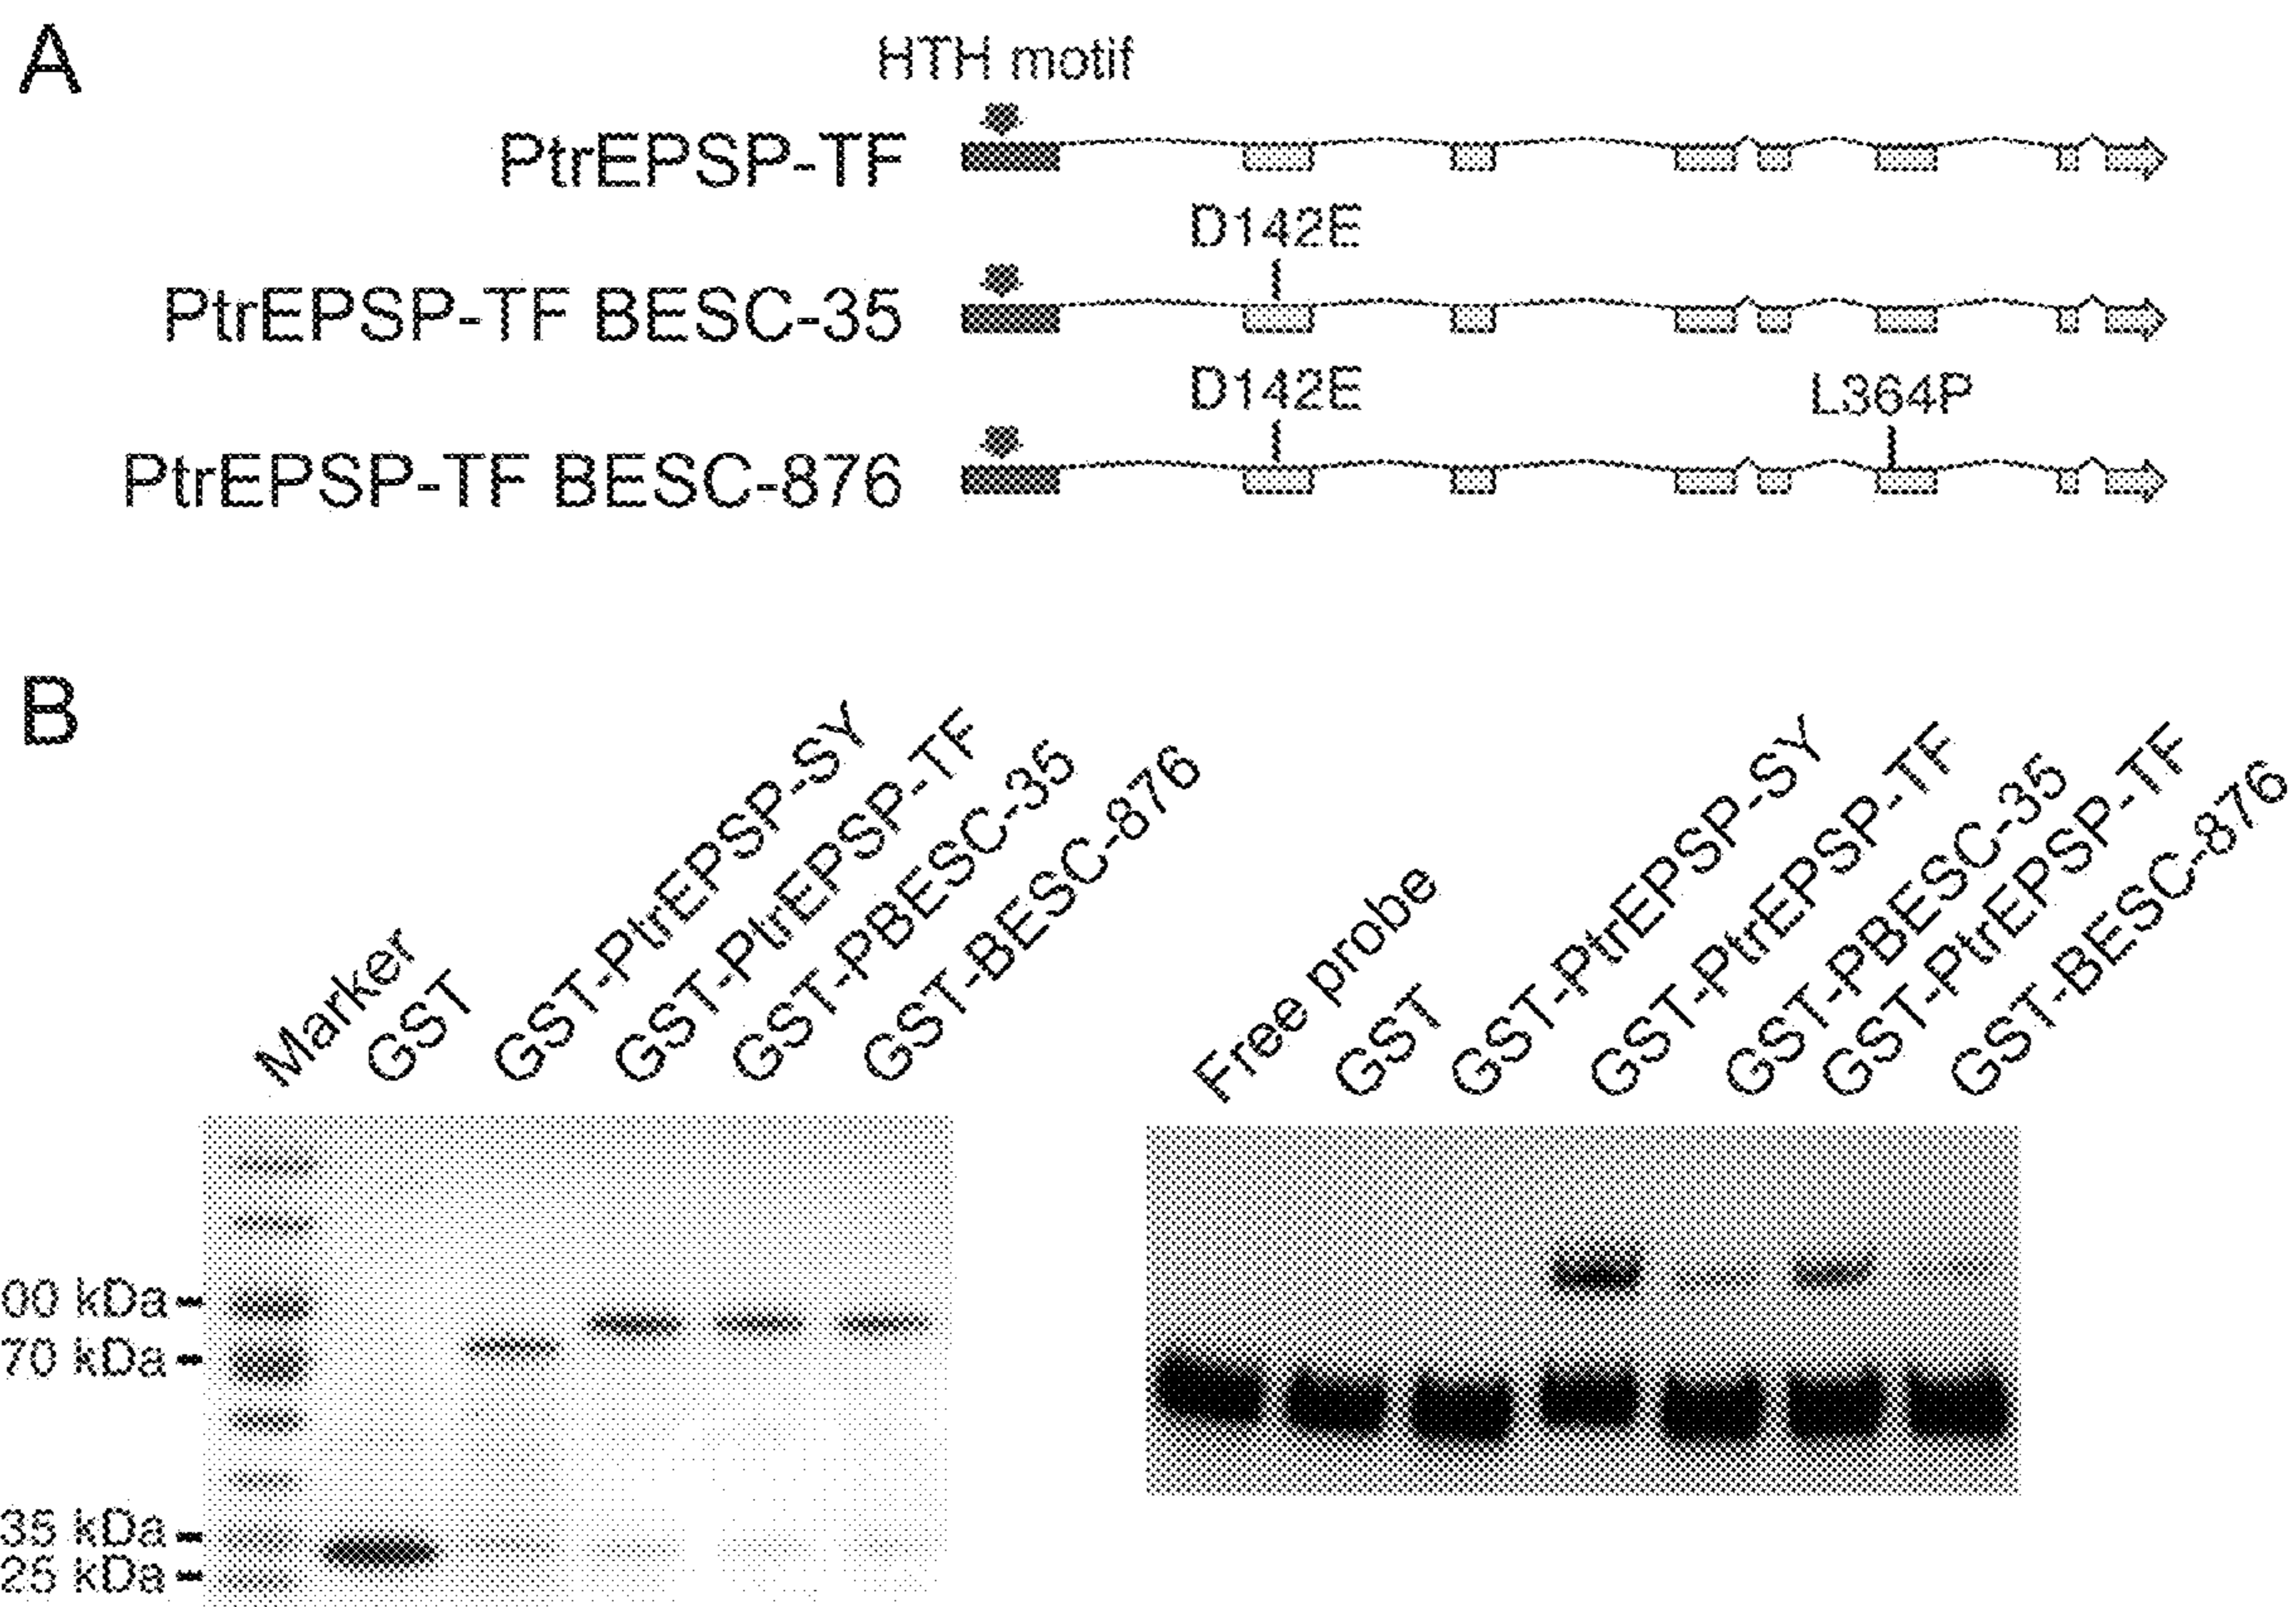 A
HTH motif
PtrEPSP-TF
D142E
PtrEPSP-TF BESC-35
D142E
L364P
PtrEPSP-TF BESC-876
B
Marker
GST
GST-PtrEPSP-SY
GST-PtrEPSP-TF
GST-PBESC-35
GST-BESC-876
Free probe
GST
GST-PtrEPSP-SY
GST-PtrEPSP-TF
GST-PBESC-35
GST-PtrEPSP-TF
GST-BESC-876
00 kDa
70 kDa
35 kDa
25 kDa